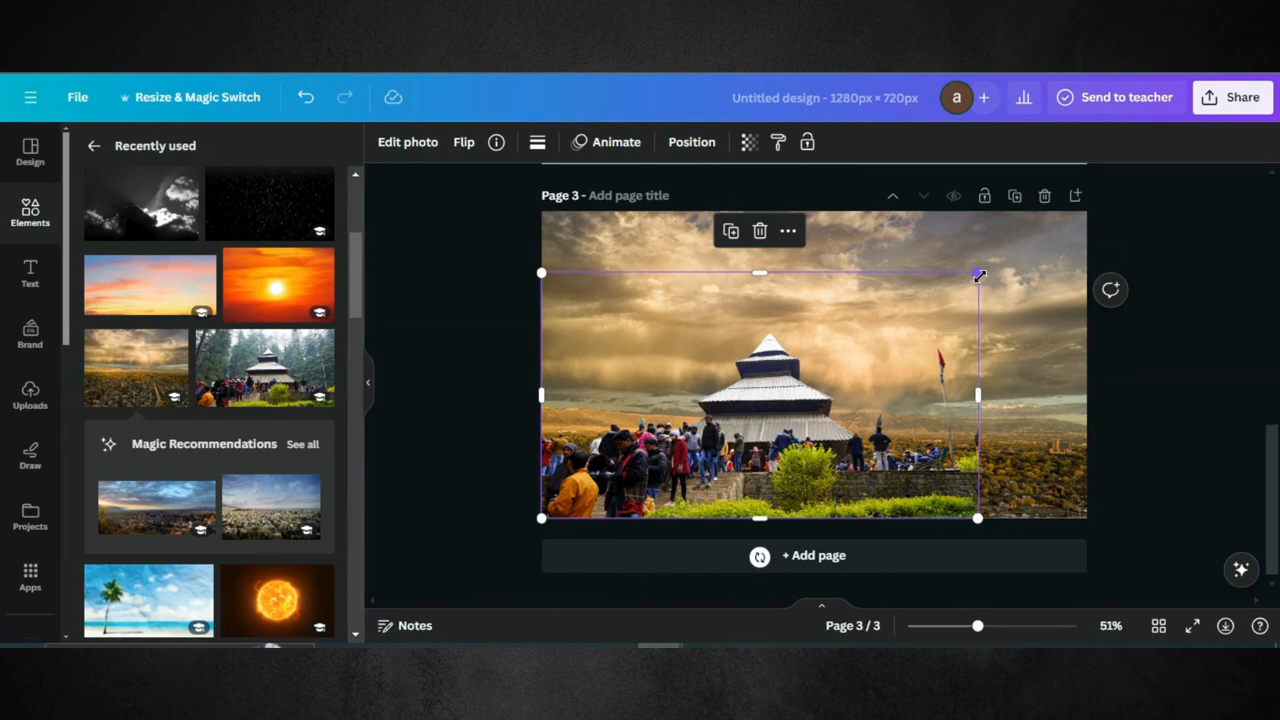 File
Resize & Magic Switch
Untitled design - 1280px × 720px
a
Send to teacher
Share
Design
Elements
Text
Brand
Uploads
Draw
Projects
Apps
Recently used
Magic Recommendations
See all
Edit photo
Flip
Animate
Position
Page 3 - Add page title
+ Add page
Notes
Page 3 / 3
51%